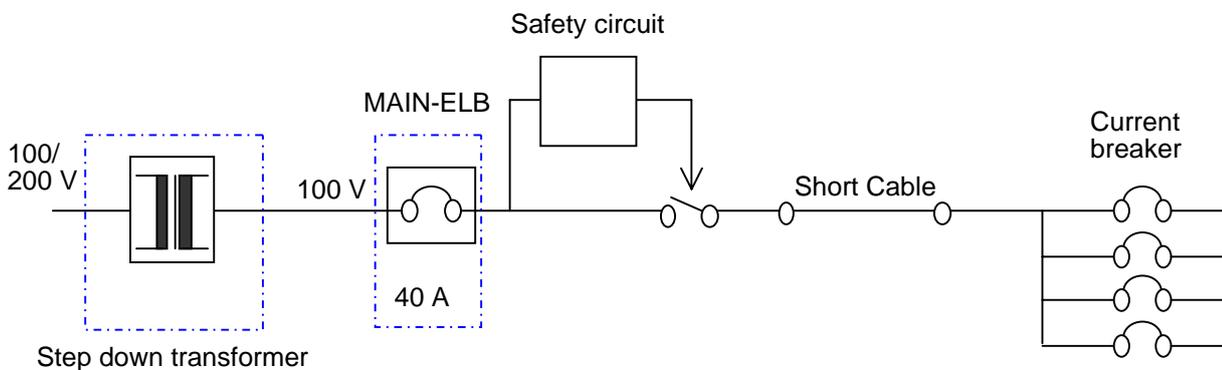 Safety circuit
MAIN-ELB
Current
breaker
100/
200 V
100 V
Short Cable
40 A
Step down transformer